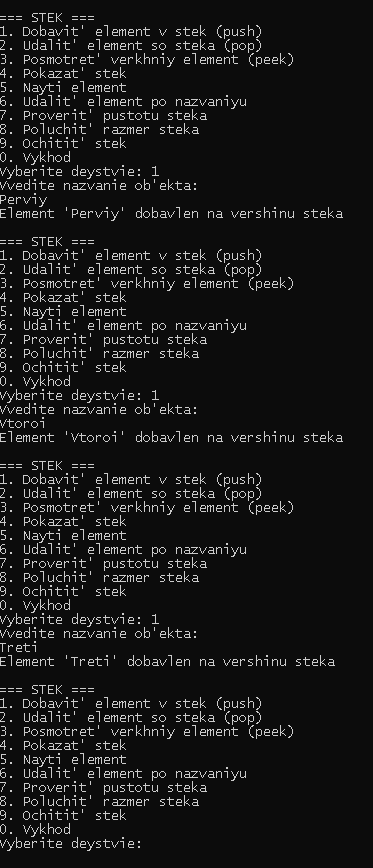 === STEK ===
1. Dobavit' element v stek (push)
2. Udalit' element so steka (pop)
3. Posmotret' verkhniy element (peek)
4. Pokazat' stek
5. Nayti element
6. Udalit' element po nazvaniyu
7. Proverit' pustotu steka
8. Poluchit' razmer steka
9. Ochitit' stek
0. Vykhod
Vyberite deystvie: 1
Vvedite nazvanie ob'ekta:
Perviy
Element 'Perviy' dobavlen na vershinu steka
=== STEK ===
1. Dobavit' element v stek (push)
2. Udalit' element so steka (pop)
3. Posmotret' verkhniy element (peek)
4. Pokazat' stek
5. Nayti element
6. Udalit' element po nazvaniyu
7. Proverit' pustotu steka
8. Poluchit' razmer steka
9. Ochitit' stek
0. Vykhod
Vyberite deystvie: 1
Vvedite nazvanie ob'ekta:
Vtoroi
Element 'Vtoroi' dobavlen na vershinu steka
=== STEK ===
1. Dobavit' element v stek (push)
2. Udalit' element so steka (pop)
3. Posmotret' verkhniy element (peek)
4. Pokazat' stek
5. Nayti element
6. Udalit' element po nazvaniyu
7. Proverit' pustotu steka
8. Poluchit' razmer steka
9. Ochitit' stek
0. Vykhod
Vyberite deystvie: 1
Vvedite nazvanie ob'ekta:
Treti
Element 'Treti' dobavlen na vershinu steka
=== STEK ===
1. Dobavit' element v stek (push)
2. Udalit' element so steka (pop)
3. Posmotret' verkhniy element (peek)
4. Pokazat' stek
5. Nayti element
6. Udalit' element po nazvaniyu
7. Proverit' pustotu steka
8. Poluchit' razmer steka
9. Ochitit' stek
0. Vykhod
Vyberite deystvie: